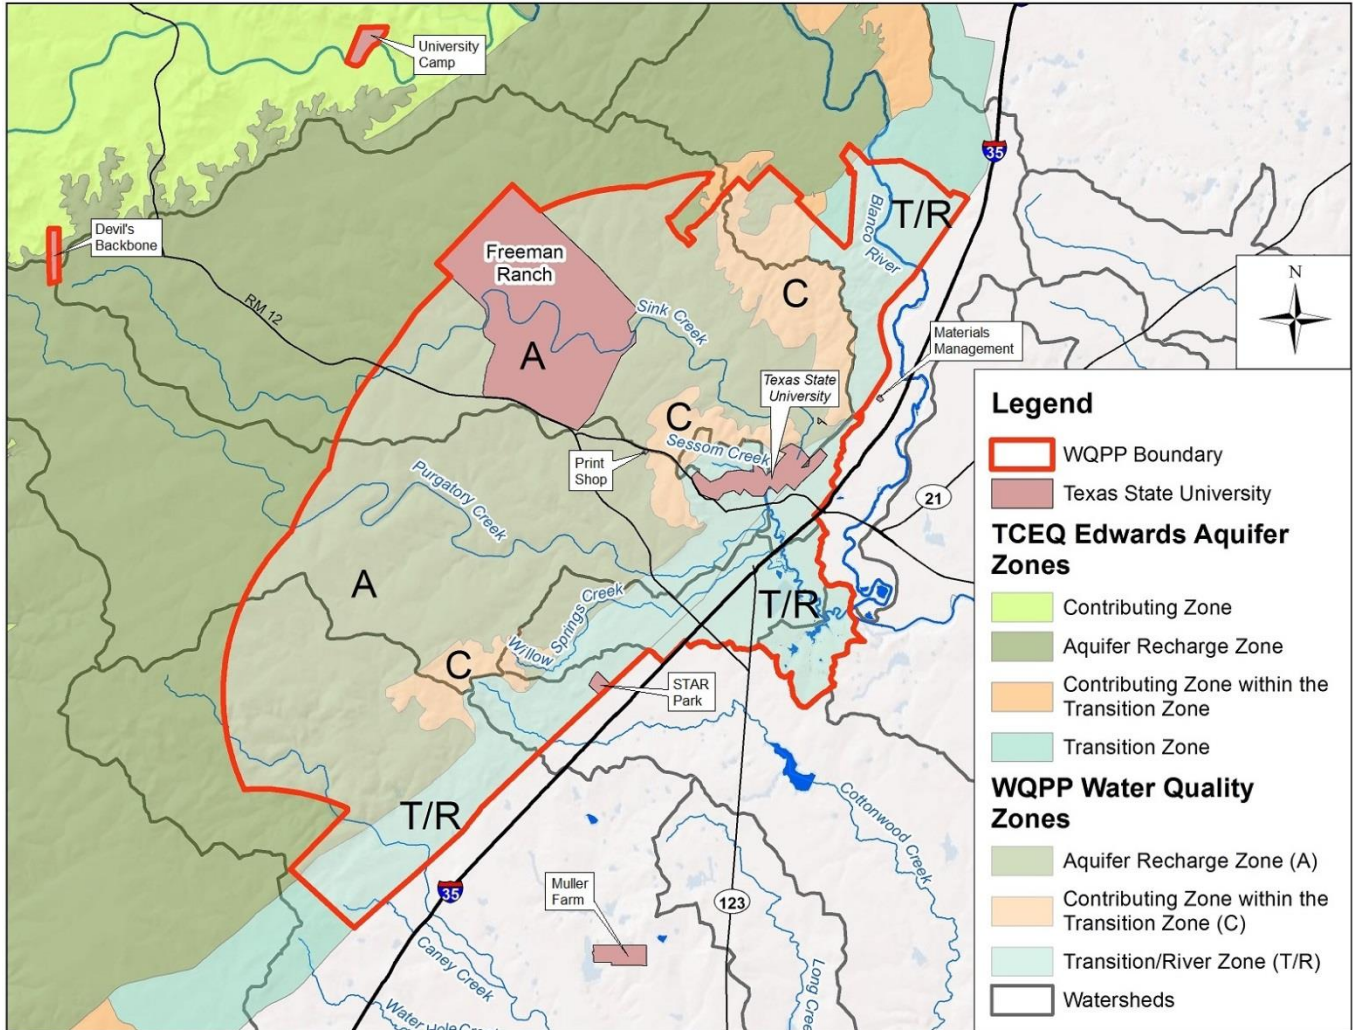 University
Camp
35
Devil's
Backbone
T/R
Blanco
River
Freeman
Ranch
N
RM 12
Sink Creek
C
Materials
Management
A
Texas State
University
C
Sessom Creek
Print
Shop
21
Purgatory Creek
A
T/R
Willow Springs Creek
C
STAR
Park
T/R
Cottonwood Creek
35
Muller
Farm
123
Caney Creek
Long Cree
Water Hole Cree
Legend
WQPP Boundary
Texas State University
TCEQ Edwards Aquifer
Zones
Contributing Zone
Aquifer Recharge Zone
Contributing Zone within the
Transition Zone
Transition Zone
WQPP Water Quality
Zones
Aquifer Recharge Zone (A)
Contributing Zone within the
Transition Zone (C)
Transition/River Zone (T/R)
Watersheds